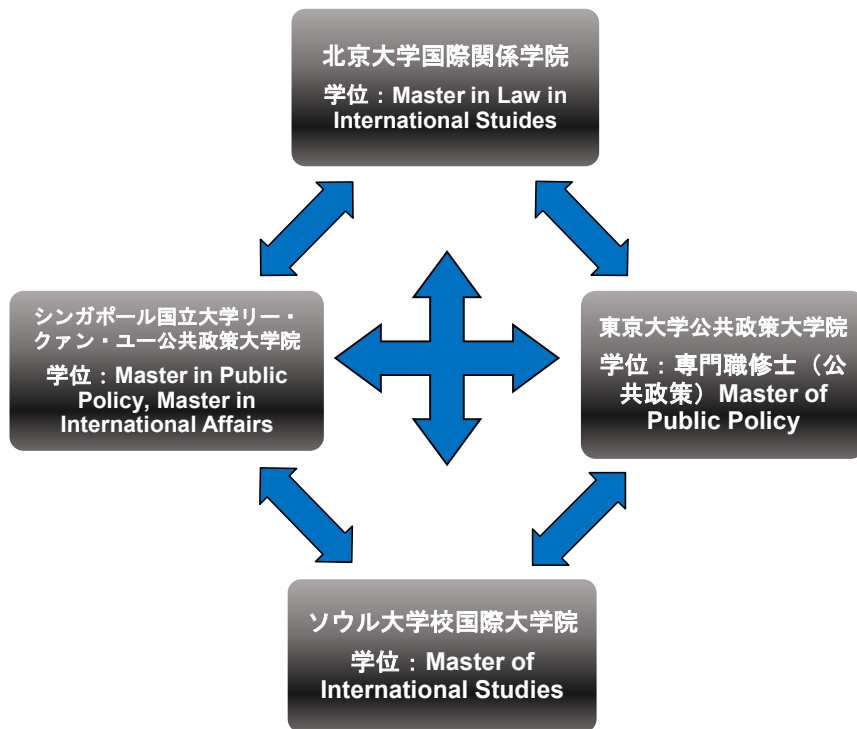 北京大学国際関係学院
学位：Master in Law in
International Stuides
シンガポール国立大学リー・
クァン・ユー公共政策大学院
学位：Master in Public
Policy, Master in
International Affairs
東京大学公共政策大学院
学位：専門職修士（公
共政策）Master of
Public Policy
ソウル大学校国際大学院
学位：Master of
International Studies